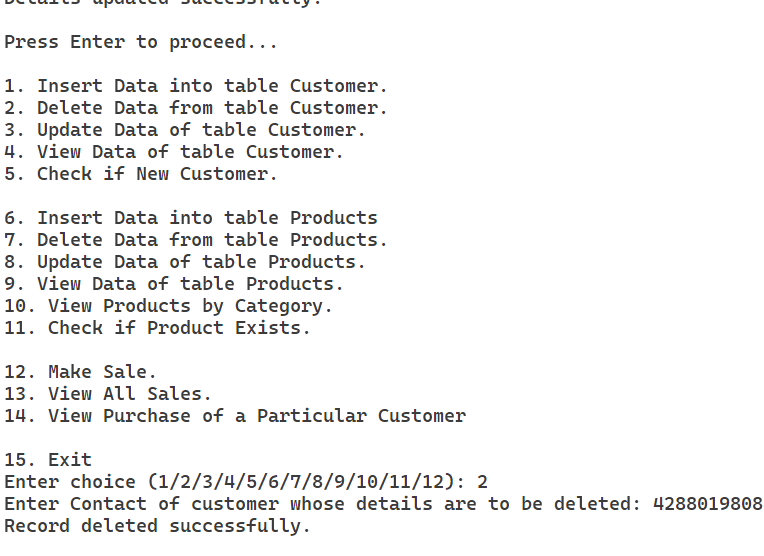 Details updated successfully.
Press Enter to proceed...
1. Insert Data into table Customer.
2. Delete Data from table Customer.
3. Update Data of table Customer.
4. View Data of table Customer.
5. Check if New Customer.
6. Insert Data into table Products
7. Delete Data from table Products.
8. Update Data of table Products.
9. View Data of table Products.
10. View Products by Category.
11. Check if Product Exists.
12. Make Sale.
13. View All Sales.
14. View Purchase of a Particular Customer
15. Exit
Enter choice (1/2/3/4/5/6/7/8/9/10/11/12): 2
Enter Contact of customer whose details are to be deleted: 4288019808
Record deleted successfully.